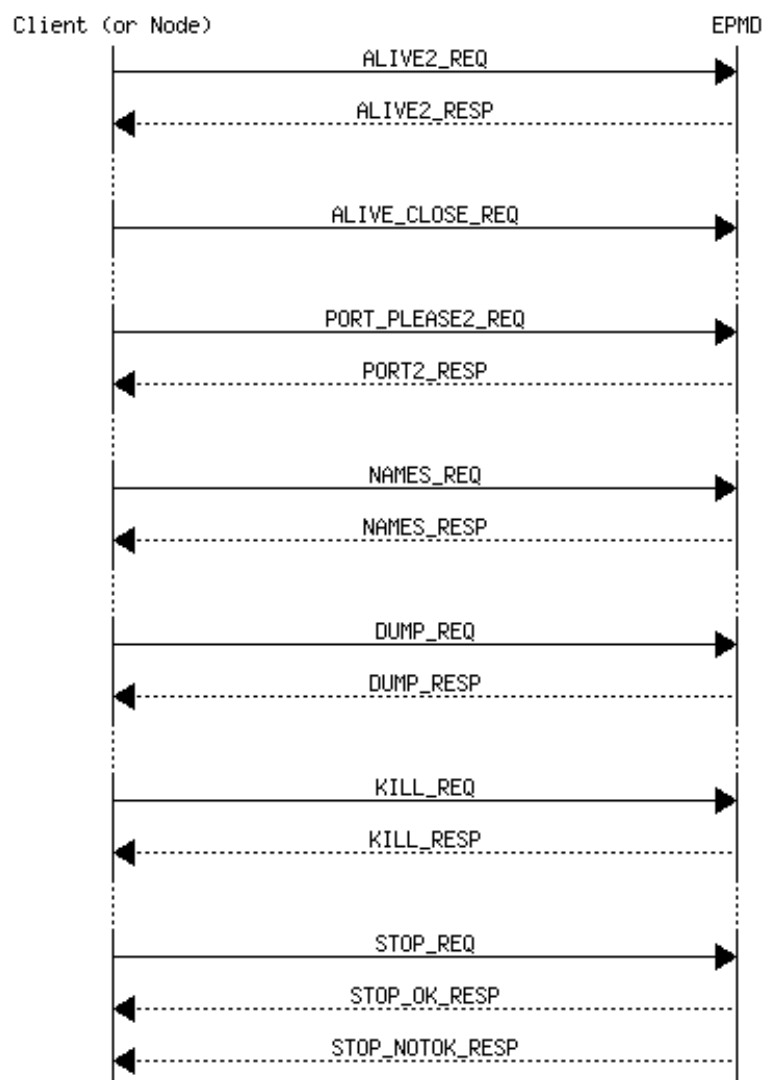 Client (or Node) EPMD
ALIVE2_REQ
ALIVE2_RESP
ALIVE_CLOSE_REQ
PORT_PLEASE2_REQ
PORT2_RESP
NAMES_REQ
NAMES_RESP
DUMP_REQ
DUMP_RESP
KILL_REQ
KILL_RESP
STOP_REQ
STOP_OK_RESP
STOP_NOTOK_RESP